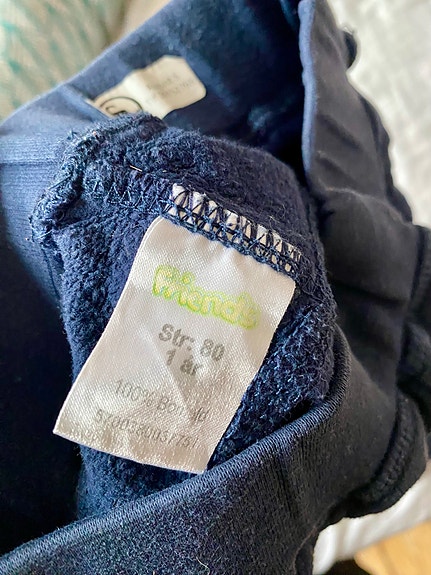 friends
Str: 80
1 år
100% Bomuld